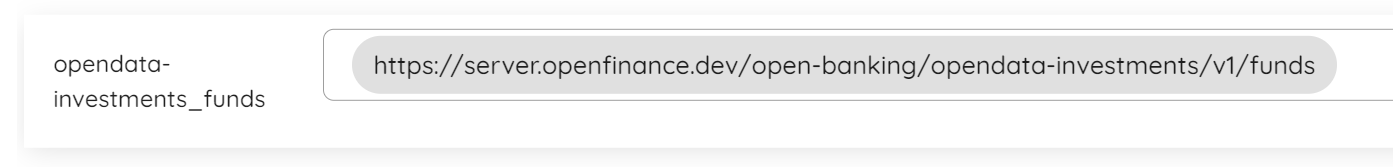 opendata-
investments_funds
https://server.openfinance.dev/open-banking/opendata-investments/v1/funds